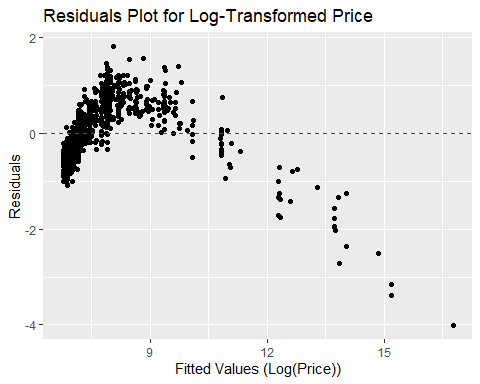 Residuals Plot for Log-Transformed Price
2
0
-2
-4
Residuals
9
12
15
Fitted Values (Log(Price))